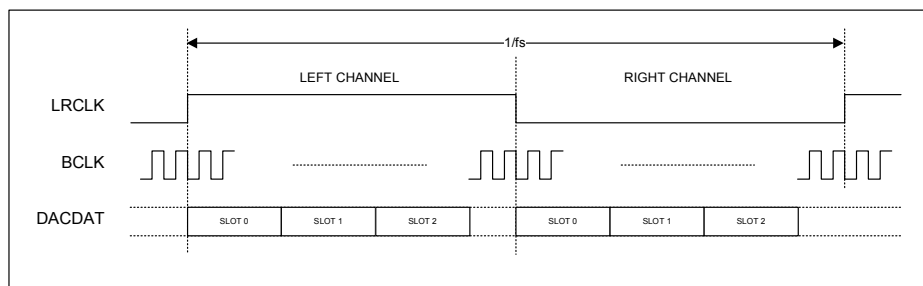 1/fs
LEFT CHANNEL
RIGHT CHANNEL
LRCLK
BCLK
DACDAT
SLOT 0
SLOT 1
SLOT 2
SLOT 0
SLOT 1
SLOT 2